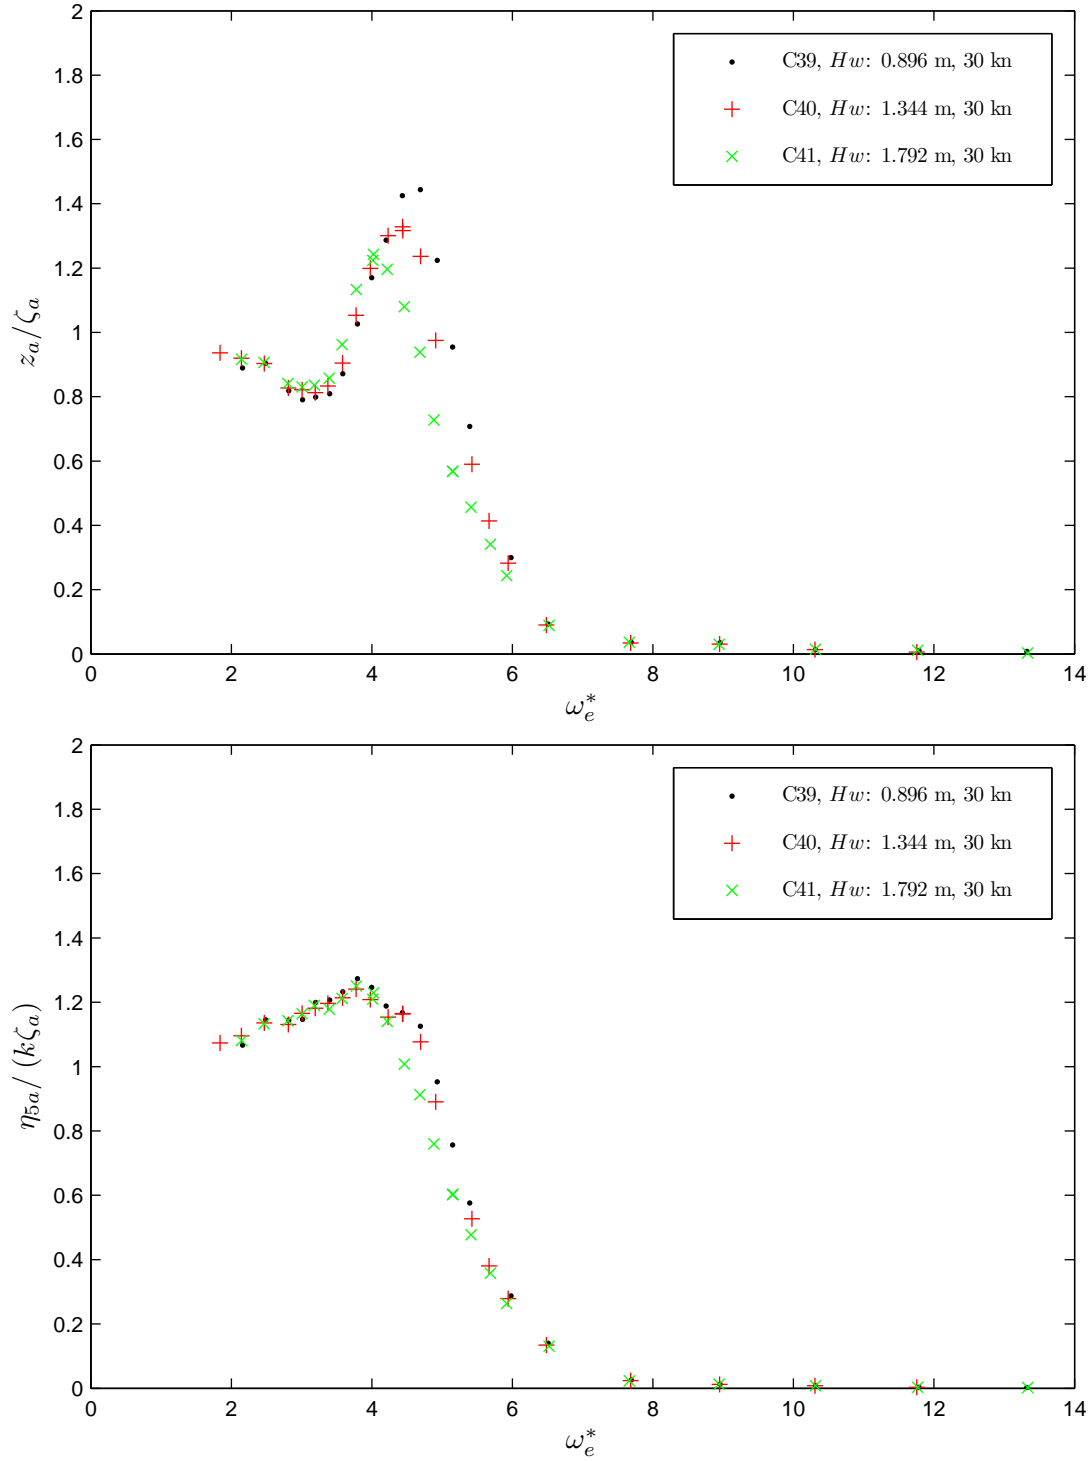 2
1.8
1.6
1.4
1.2
1
0.8
0.6
0.4
0.2
0
z_a/ζ_a
C39, Hw: 0.896 m, 30 kn
C40, Hw: 1.344 m, 30 kn
C41, Hw: 1.792 m, 30 kn
0 2 4 6 8 10 12 14
ω_e^*
2
1.8
1.6
1.4
1.2
1
0.8
0.6
0.4
0.2
0
η_{5a}/ (kζ_a)
C39, Hw: 0.896 m, 30 kn
C40, Hw: 1.344 m, 30 kn
C41, Hw: 1.792 m, 30 kn
0 2 4 6 8 10 12 14
ω_e^*